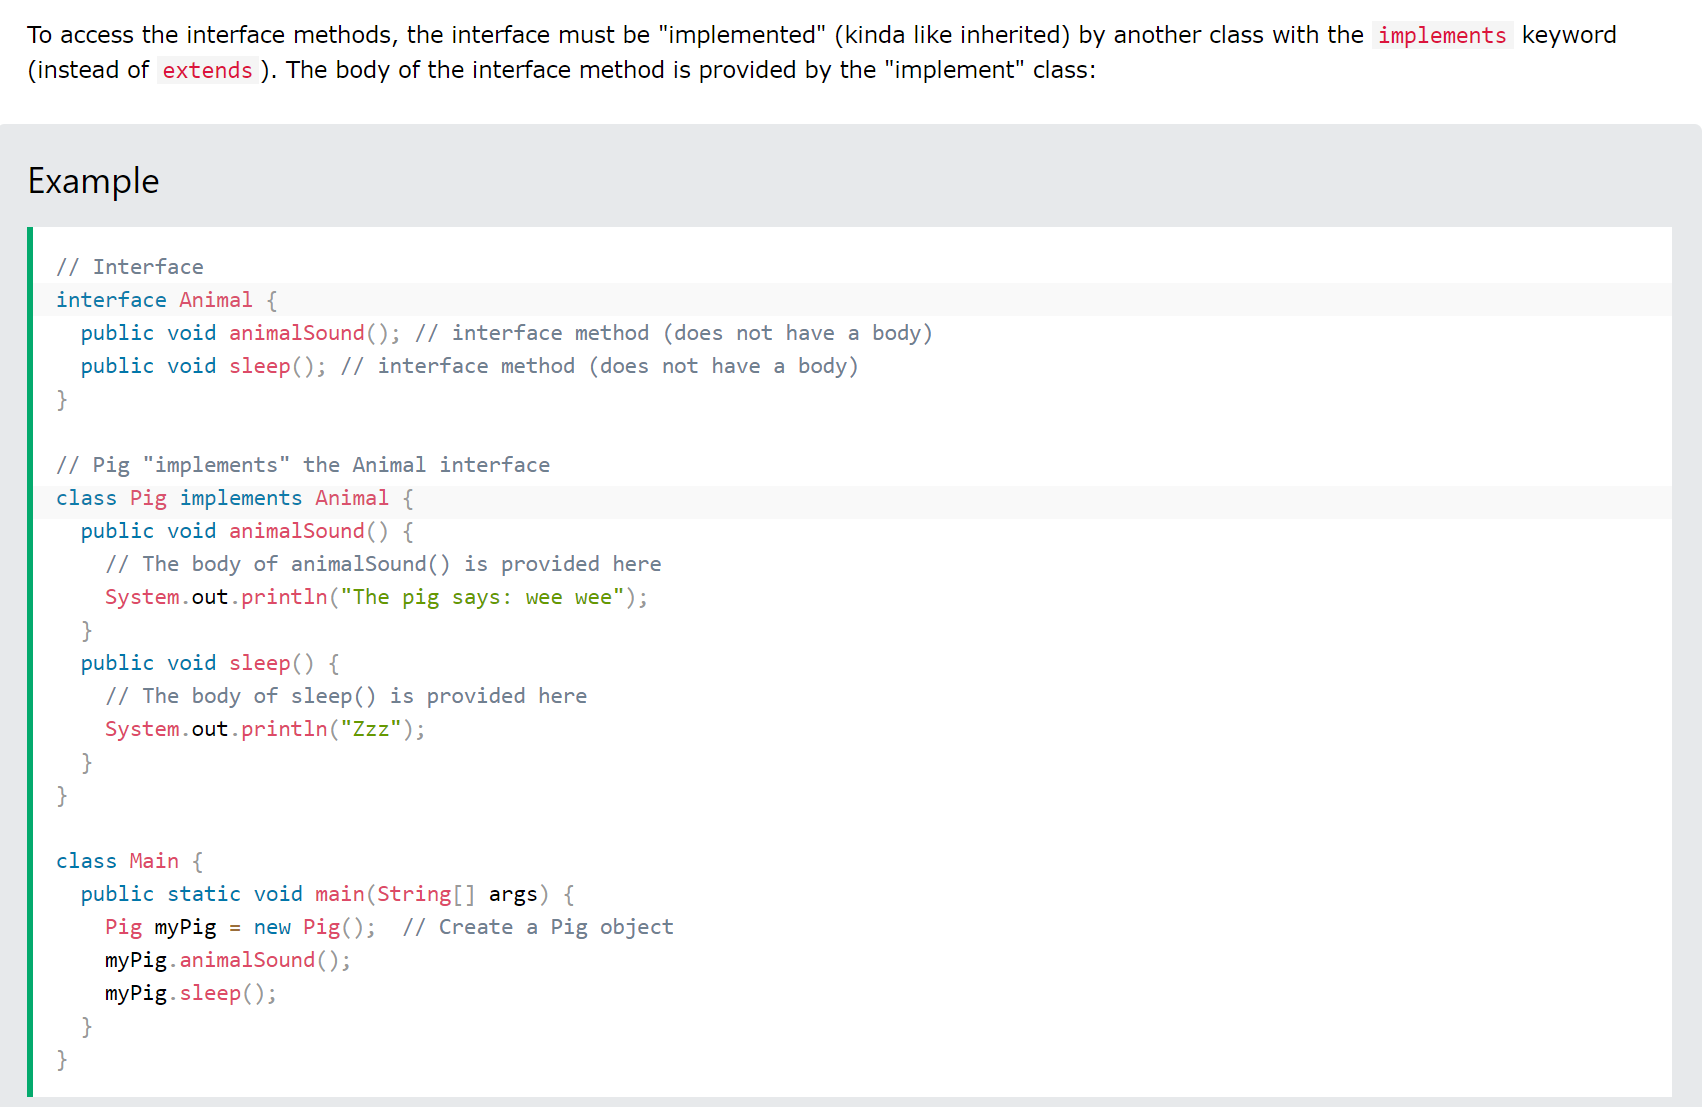 To access the interface methods, the interface must be "implemented" (kinda like inherited) by another class with the implements keyword
(instead of extends ). The body of the interface method is provided by the "implement" class:
Example
// Interface
interface Animal {
  public void animalSound(); // interface method (does not have a body)
  public void sleep(); // interface method (does not have a body)
}

// Pig "implements" the Animal interface
class Pig implements Animal {
  public void animalSound() {
    // The body of animalSound() is provided here
    System.out.println("The pig says: wee wee");
  }
  public void sleep() {
    // The body of sleep() is provided here
    System.out.println("Zzz");
  }
}

class Main {
  public static void main(String[] args) {
    Pig myPig = new Pig();  // Create a Pig object
    myPig.animalSound();
    myPig.sleep();
  }
}